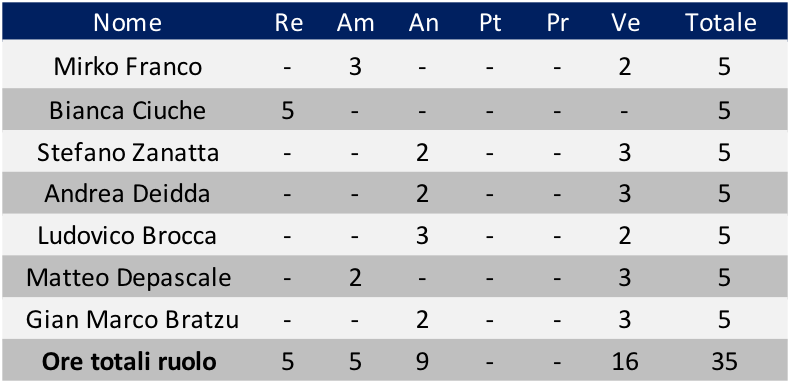 Nome Re Am An Pt Pr Ve Totale
Mirko Franco - 3 - - - 2 5
Bianca Ciuche 5 - - - - - 5
Stefano Zanatta - - 2 - - 3 5
Andrea Deidda - - 2 - - 3 5
Ludovico Brocca - - 3 - - 2 5
Matteo Depascale - 2 - - - 3 5
Gian Marco Bratzu - - 2 - - 3 5
Ore totali ruolo 5 5 9 - - 16 35